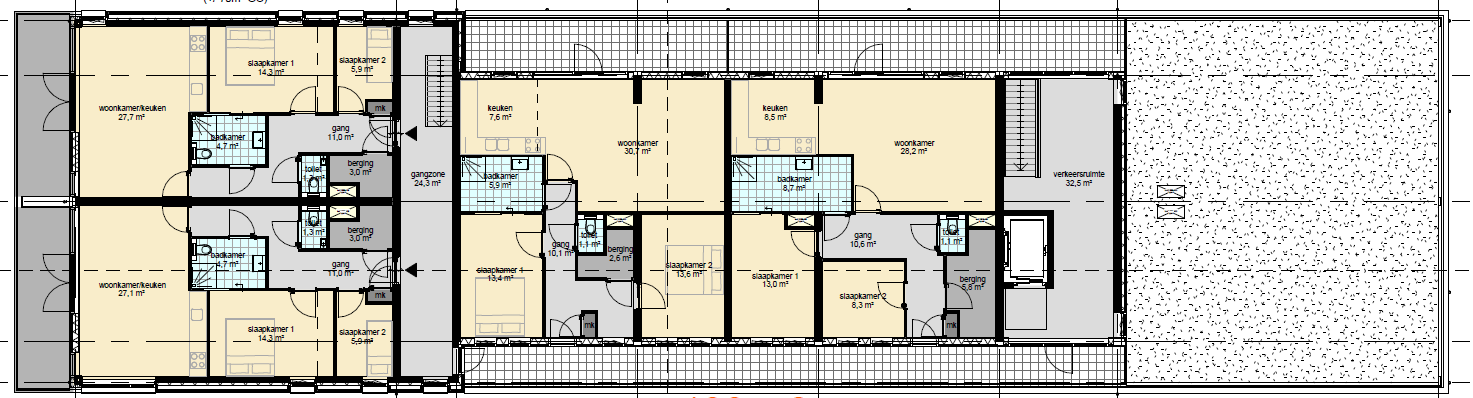 slaapkamer 1
14,3 m²
slaapkamer 2
5,9 m²
woonkamer/keuken
27,7 m²
mk
badkamer
4,7 m²
gang
11,0 m²
toilet
berging
3,0 m²
gangzone
24,3 m²
toilet
1,3 m²
berging
3,0 m²
badkamer
4,7 m²
gang
11,0 m²
woonkamer/keuken
27,1 m²
mk
slaapkamer 1
14,3 m²
slaapkamer 2
5,9 m²
keuken
7,6 m²
woonkamer
30,7 m²
badkamer
5,9 m²
gang
10,1 m²
toilet
1,1 m²
berging
2,6 m²
slaapkamer 1
13,4 m²
slaapkamer 2
13,6 m²
mk
keuken
8,5 m²
woonkamer
28,2 m²
badkamer
8,7 m²
slaapkamer 1
13,0 m²
gang
10,6 m²
toilet
1,1 m²
slaapkamer 2
8,3 m²
berging
mk
verkeersruimte
32,5 m²